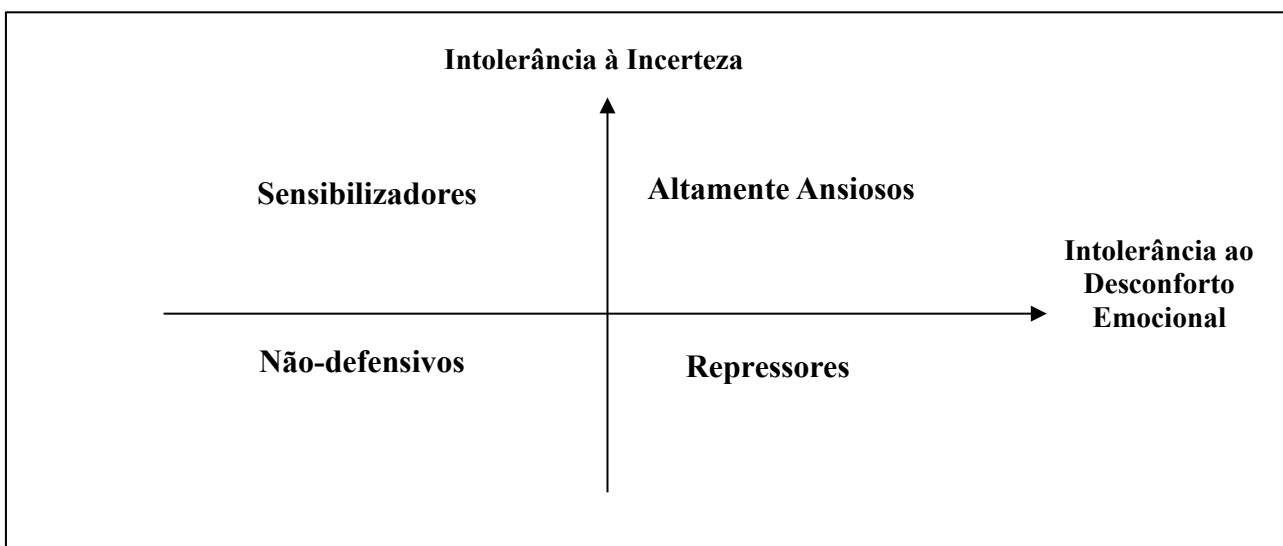 Intolerância à Incerteza
Sensibilizadores
Altamente Ansiosos
Intolerância ao
Desconforto
Emocional
Não-defensivos
Repressores